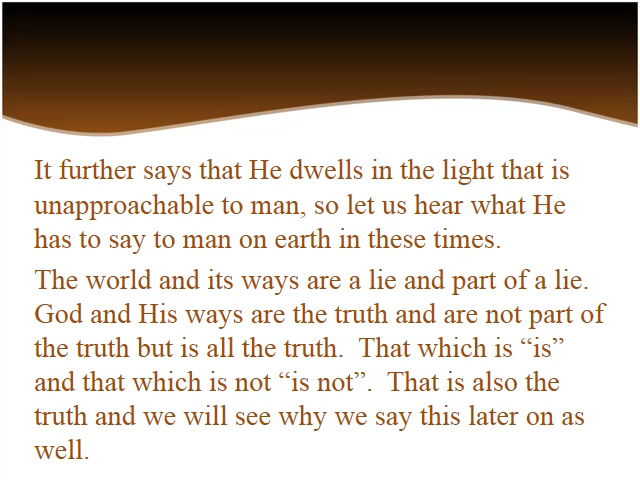 It further says that He dwells in the light that is
unapproachable to man, so let us hear what He
has to say to man on earth in these times.
The world and its ways are a lie and part of a lie.
God and His ways are the truth and are not part of
the truth but is all the truth.  That which is “is”
and that which is not “is not”.  That is also the
truth and we will see why we say this later on as
well.